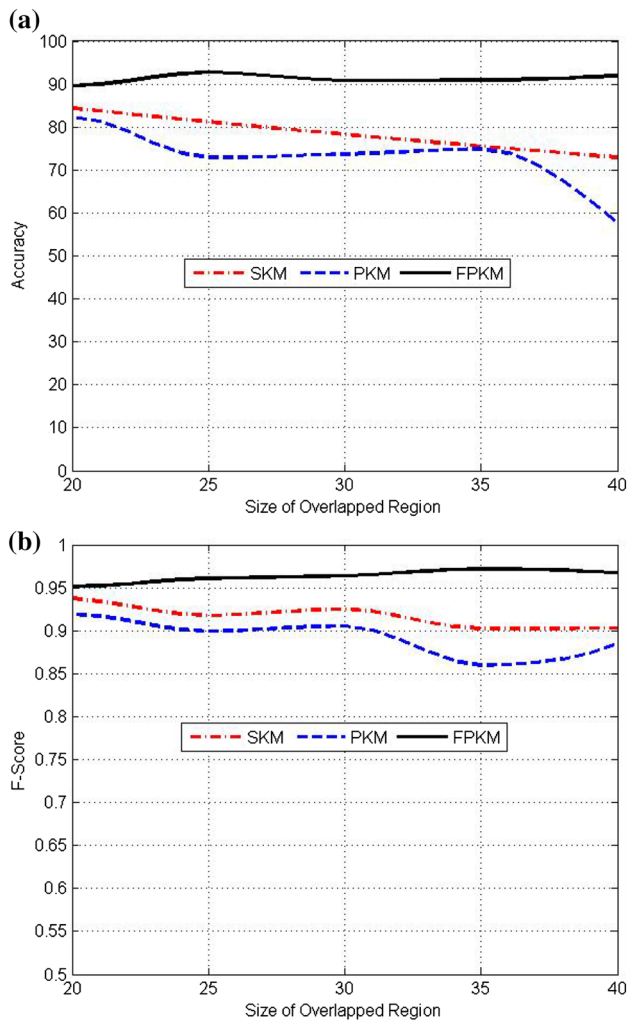 (a)
100
90
80
70
60
50
40
30
20
10
0
Accuracy
SKM PKM FPKM
20 25 30 35 40
Size of Overlapped Region
(b)
1
0.95
0.9
0.85
0.8
0.75
0.7
0.65
0.6
0.55
0.5
F-Score
SKM PKM FPKM
20 25 30 35 40
Size of Overlapped Region